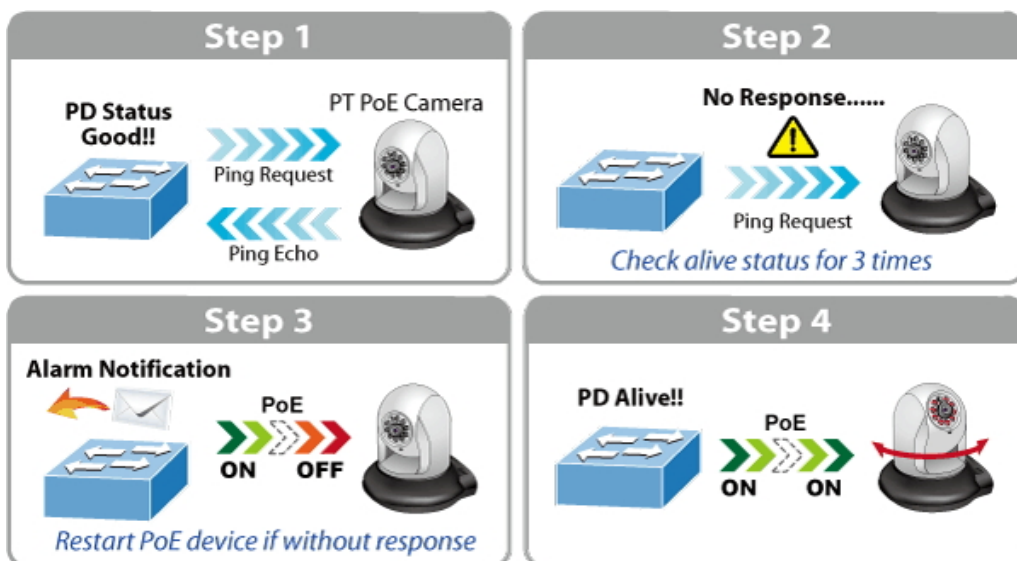 Step 1
PD Status
Good!!
PT PoE Camera
Ping Request
Ping Echo
Step 2
No Response......
Ping Request
Check alive status for 3 times
Step 3
Alarm Notification
PoE
ON
OFF
Restart PoE device if without response
Step 4
PD Alive!!
PoE
ON
ON